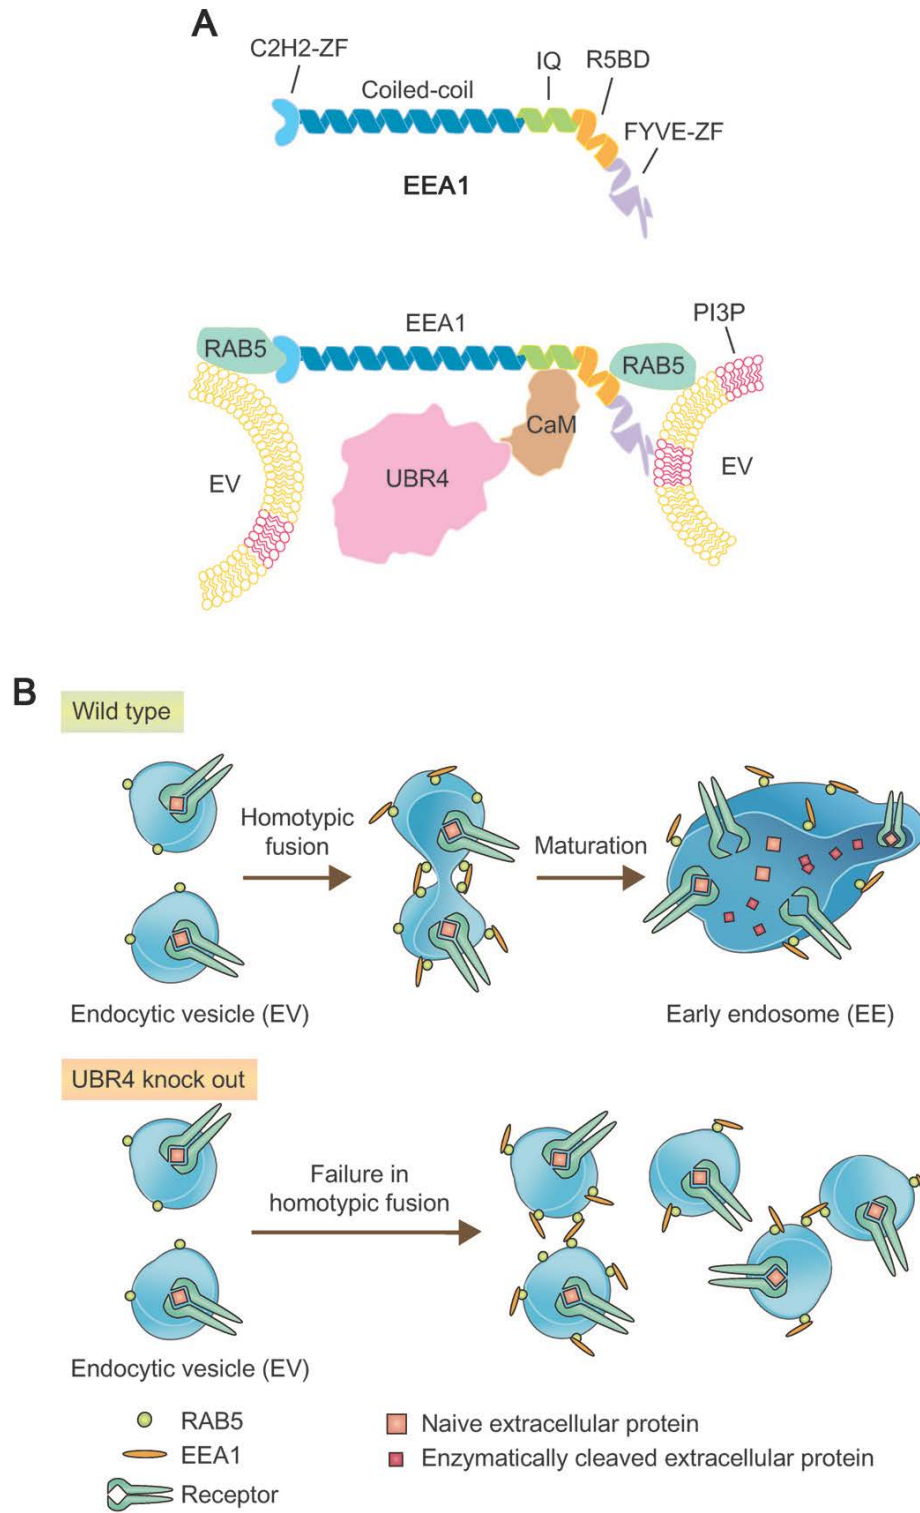 A
C2H2-ZF
Coiled-coil
IQ
R5BD
FYVE-ZF
EEA1
RAB5
EEA1
RAB5
PI3P
CaM
UBR4
EV
EV
B
Wild type
Homotypic
fusion
Maturation
Endocytic vesicle (EV)
Early endosome (EE)
UBR4 knock out
Failure in
homotypic fusion
Endocytic vesicle (EV)
RAB5
EEA1
Receptor
Naive extracellular protein
Enzymatically cleaved extracellular protein